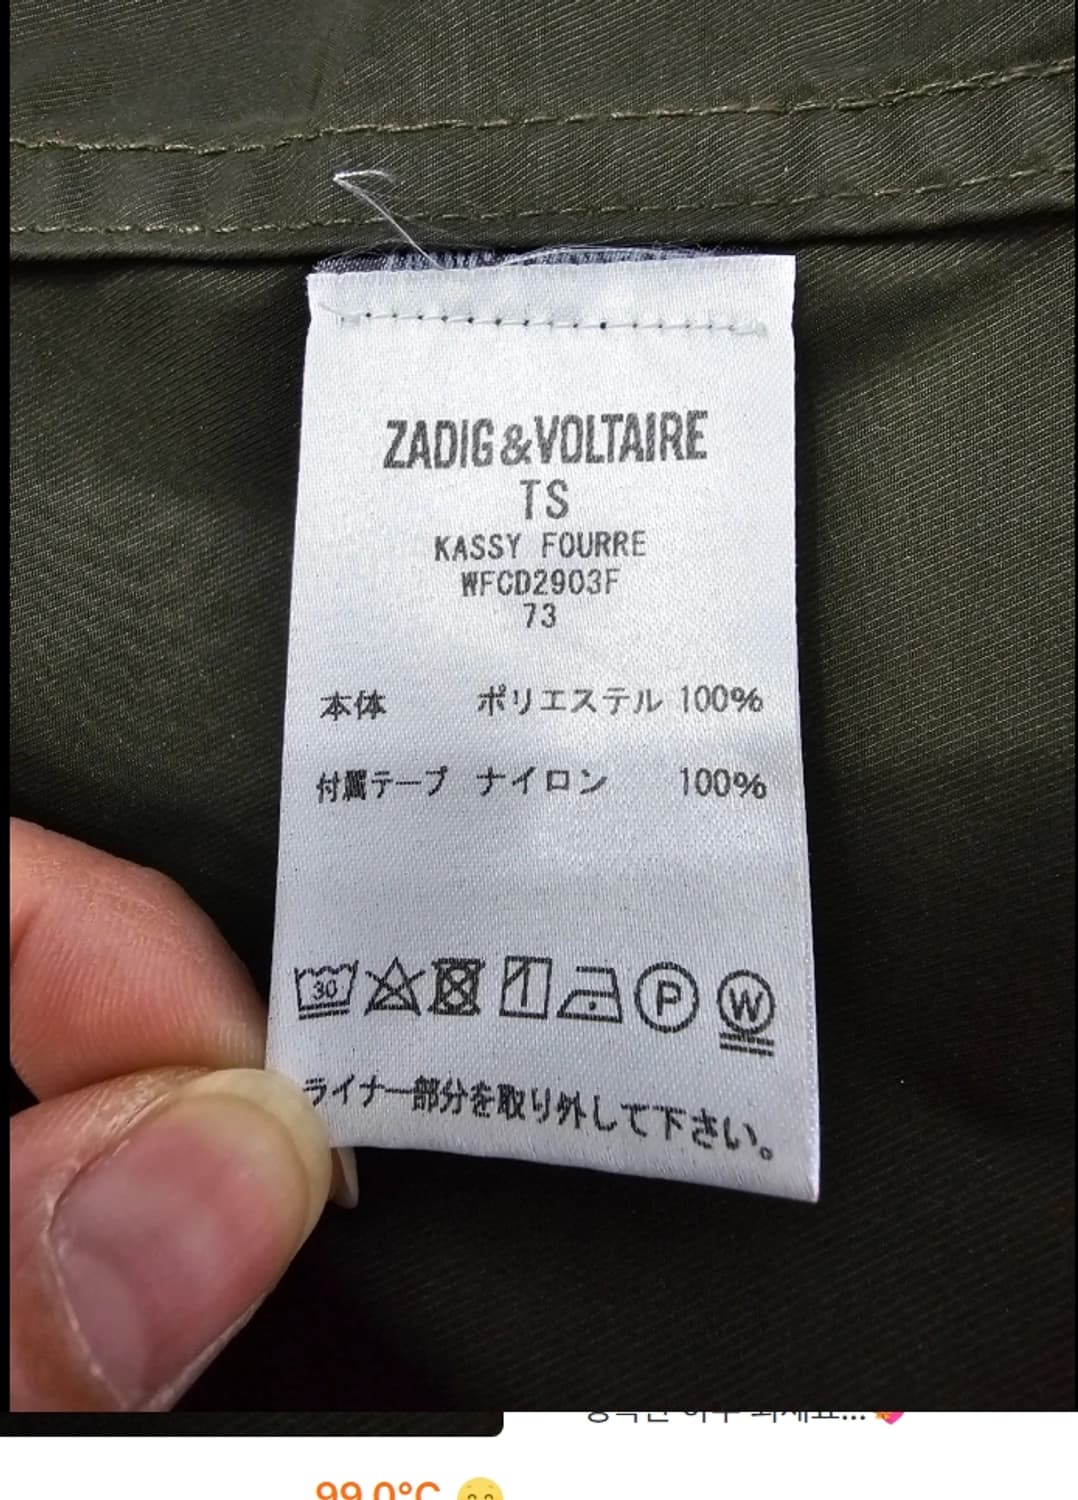 ZADIG&VOLTAIRE
TS
KASSY FOURRE
WFCD2903F
73
本体 ポリエステル 100%
付属テープ ナイロン 100%
30 P W
ライナー部分を取り外して下さい。
99.0°C